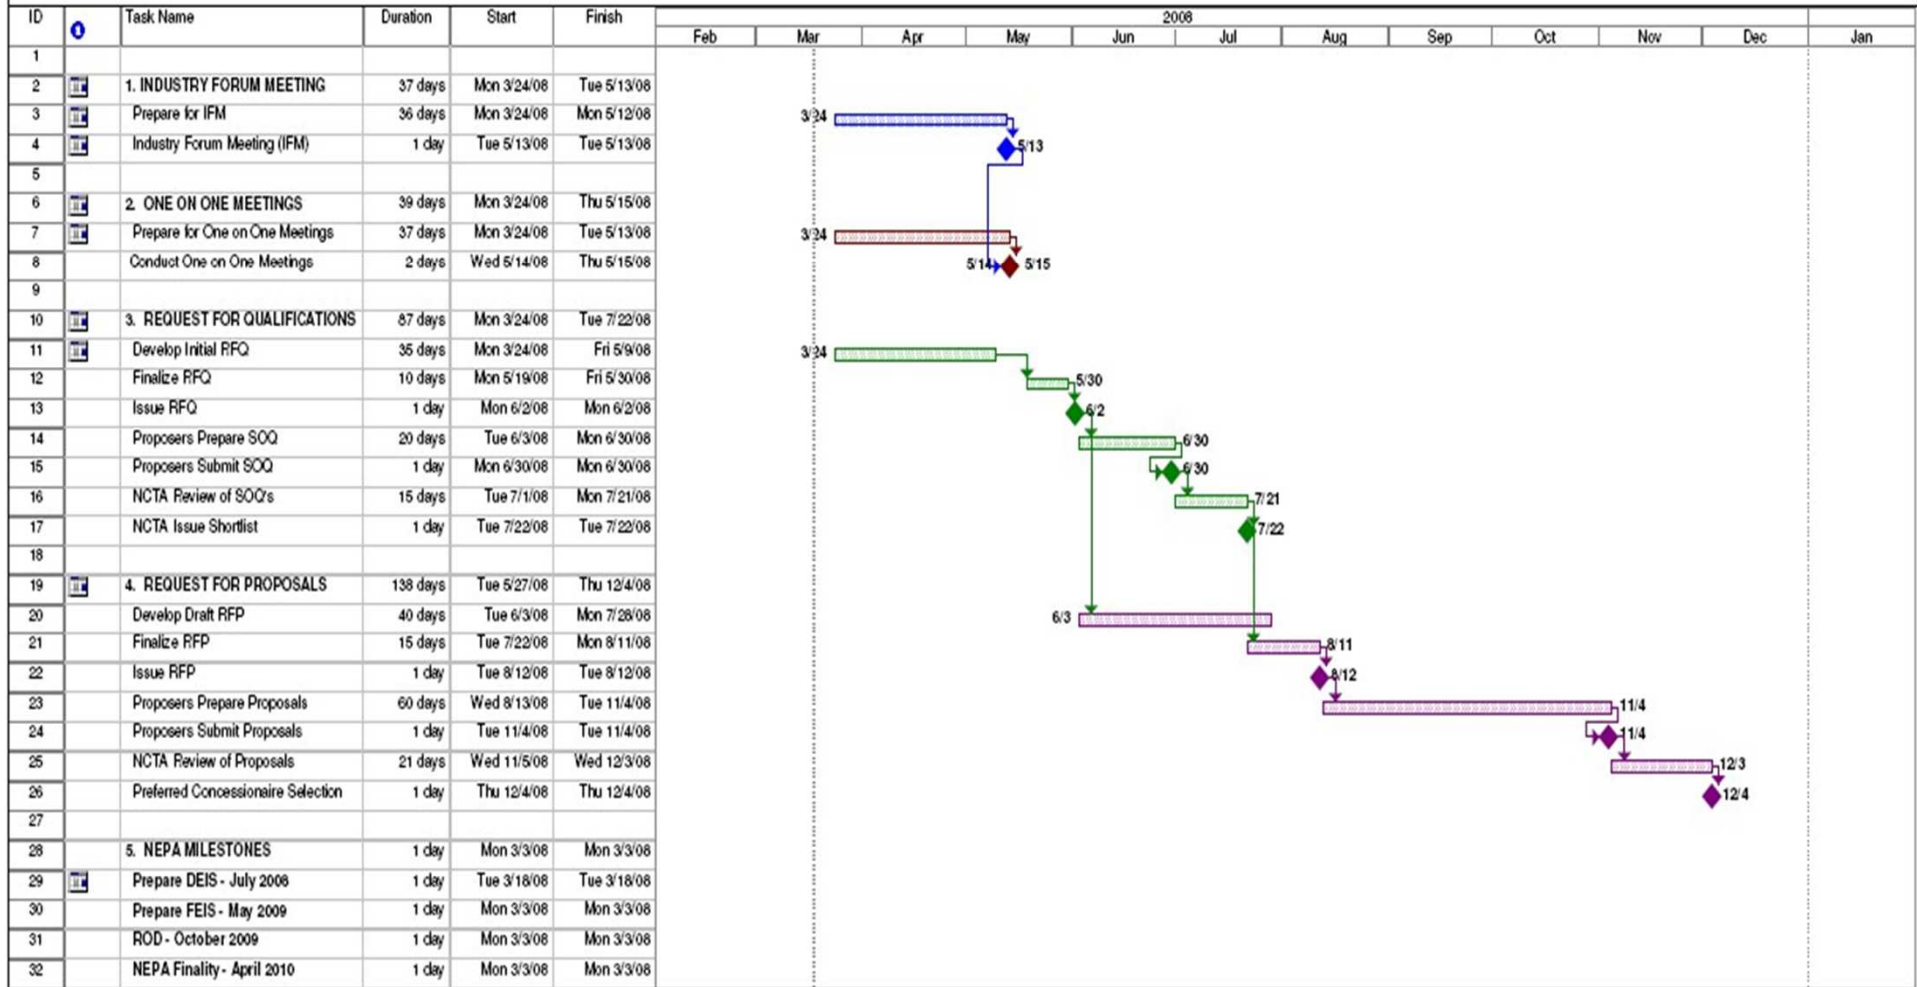 2008
ID Task Name Duration Start Finish
Feb Mar Apr May Jun Jul Aug Sep Oct Nov Dec Jan
1
2 1. INDUSTRY FORUM MEETING 37 days Mon 3/24/08 Tue 5/13/08
3 Prepare for IFM 36 days Mon 3/24/08 Mon 5/12/08 3/24
4 Industry Forum Meeting (IFM) 1 day Tue 5/13/08 Tue 5/13/08 5/13
5
6 2. ONE ON ONE MEETINGS 39 days Mon 3/24/08 Thu 5/15/08
7 Prepare for One on One Meetings 37 days Mon 3/24/08 Tue 5/13/08 3/24
8 Conduct One on One Meetings 2 days Wed 5/14/08 Thu 5/15/08 5/14 5/15
9
10 3. REQUEST FOR QUALIFICATIONS 87 days Mon 3/24/08 Tue 7/22/08
11 Develop Initial RFQ 35 days Mon 3/24/08 Fri 5/9/08 3/24
12 Finalize RFQ 10 days Mon 5/19/08 Fri 5/30/08 5/30
13 Issue RFQ 1 day Mon 6/2/08 Mon 6/2/08 6/2
14 Proposers Prepare SOQ 20 days Tue 6/3/08 Mon 6/30/08 6/30
15 Proposers Submit SOQ 1 day Mon 6/30/08 Mon 6/30/08 6/30
16 NCTA Review of SOQ's 15 days Tue 7/1/08 Mon 7/21/08 7/21
17 NCTA Issue Shortlist 1 day Tue 7/22/08 Tue 7/22/08 7/22
18
19 4. REQUEST FOR PROPOSALS 138 days Tue 5/27/08 Thu 12/4/08
20 Develop Draft RFP 40 days Tue 6/3/08 Mon 7/28/08 6/3
21 Finalize RFP 15 days Tue 7/22/08 Mon 8/11/08 8/11
22 Issue RFP 1 day Tue 8/12/08 Tue 8/12/08 8/12
23 Proposers Prepare Proposals 60 days Wed 8/13/08 Tue 11/4/08 11/4
24 Proposers Submit Proposals 1 day Tue 11/4/08 Tue 11/4/08 11/4
25 NCTA Review of Proposals 21 days Wed 11/5/08 Wed 12/3/08 12/3
26 Preferred Concessionaire Selection 1 day Thu 12/4/08 Thu 12/4/08 12/4
27
28 5. NEPA MILESTONES 1 day Mon 3/3/08 Mon 3/3/08
29 Prepare DEIS - July 2008 1 day Tue 3/18/08 Tue 3/18/08
30 Prepare FEIS - May 2009 1 day Mon 3/3/08 Mon 3/3/08
31 ROD - October 2009 1 day Mon 3/3/08 Mon 3/3/08
32 NEPA Finality - April 2010 1 day Mon 3/3/08 Mon 3/3/08